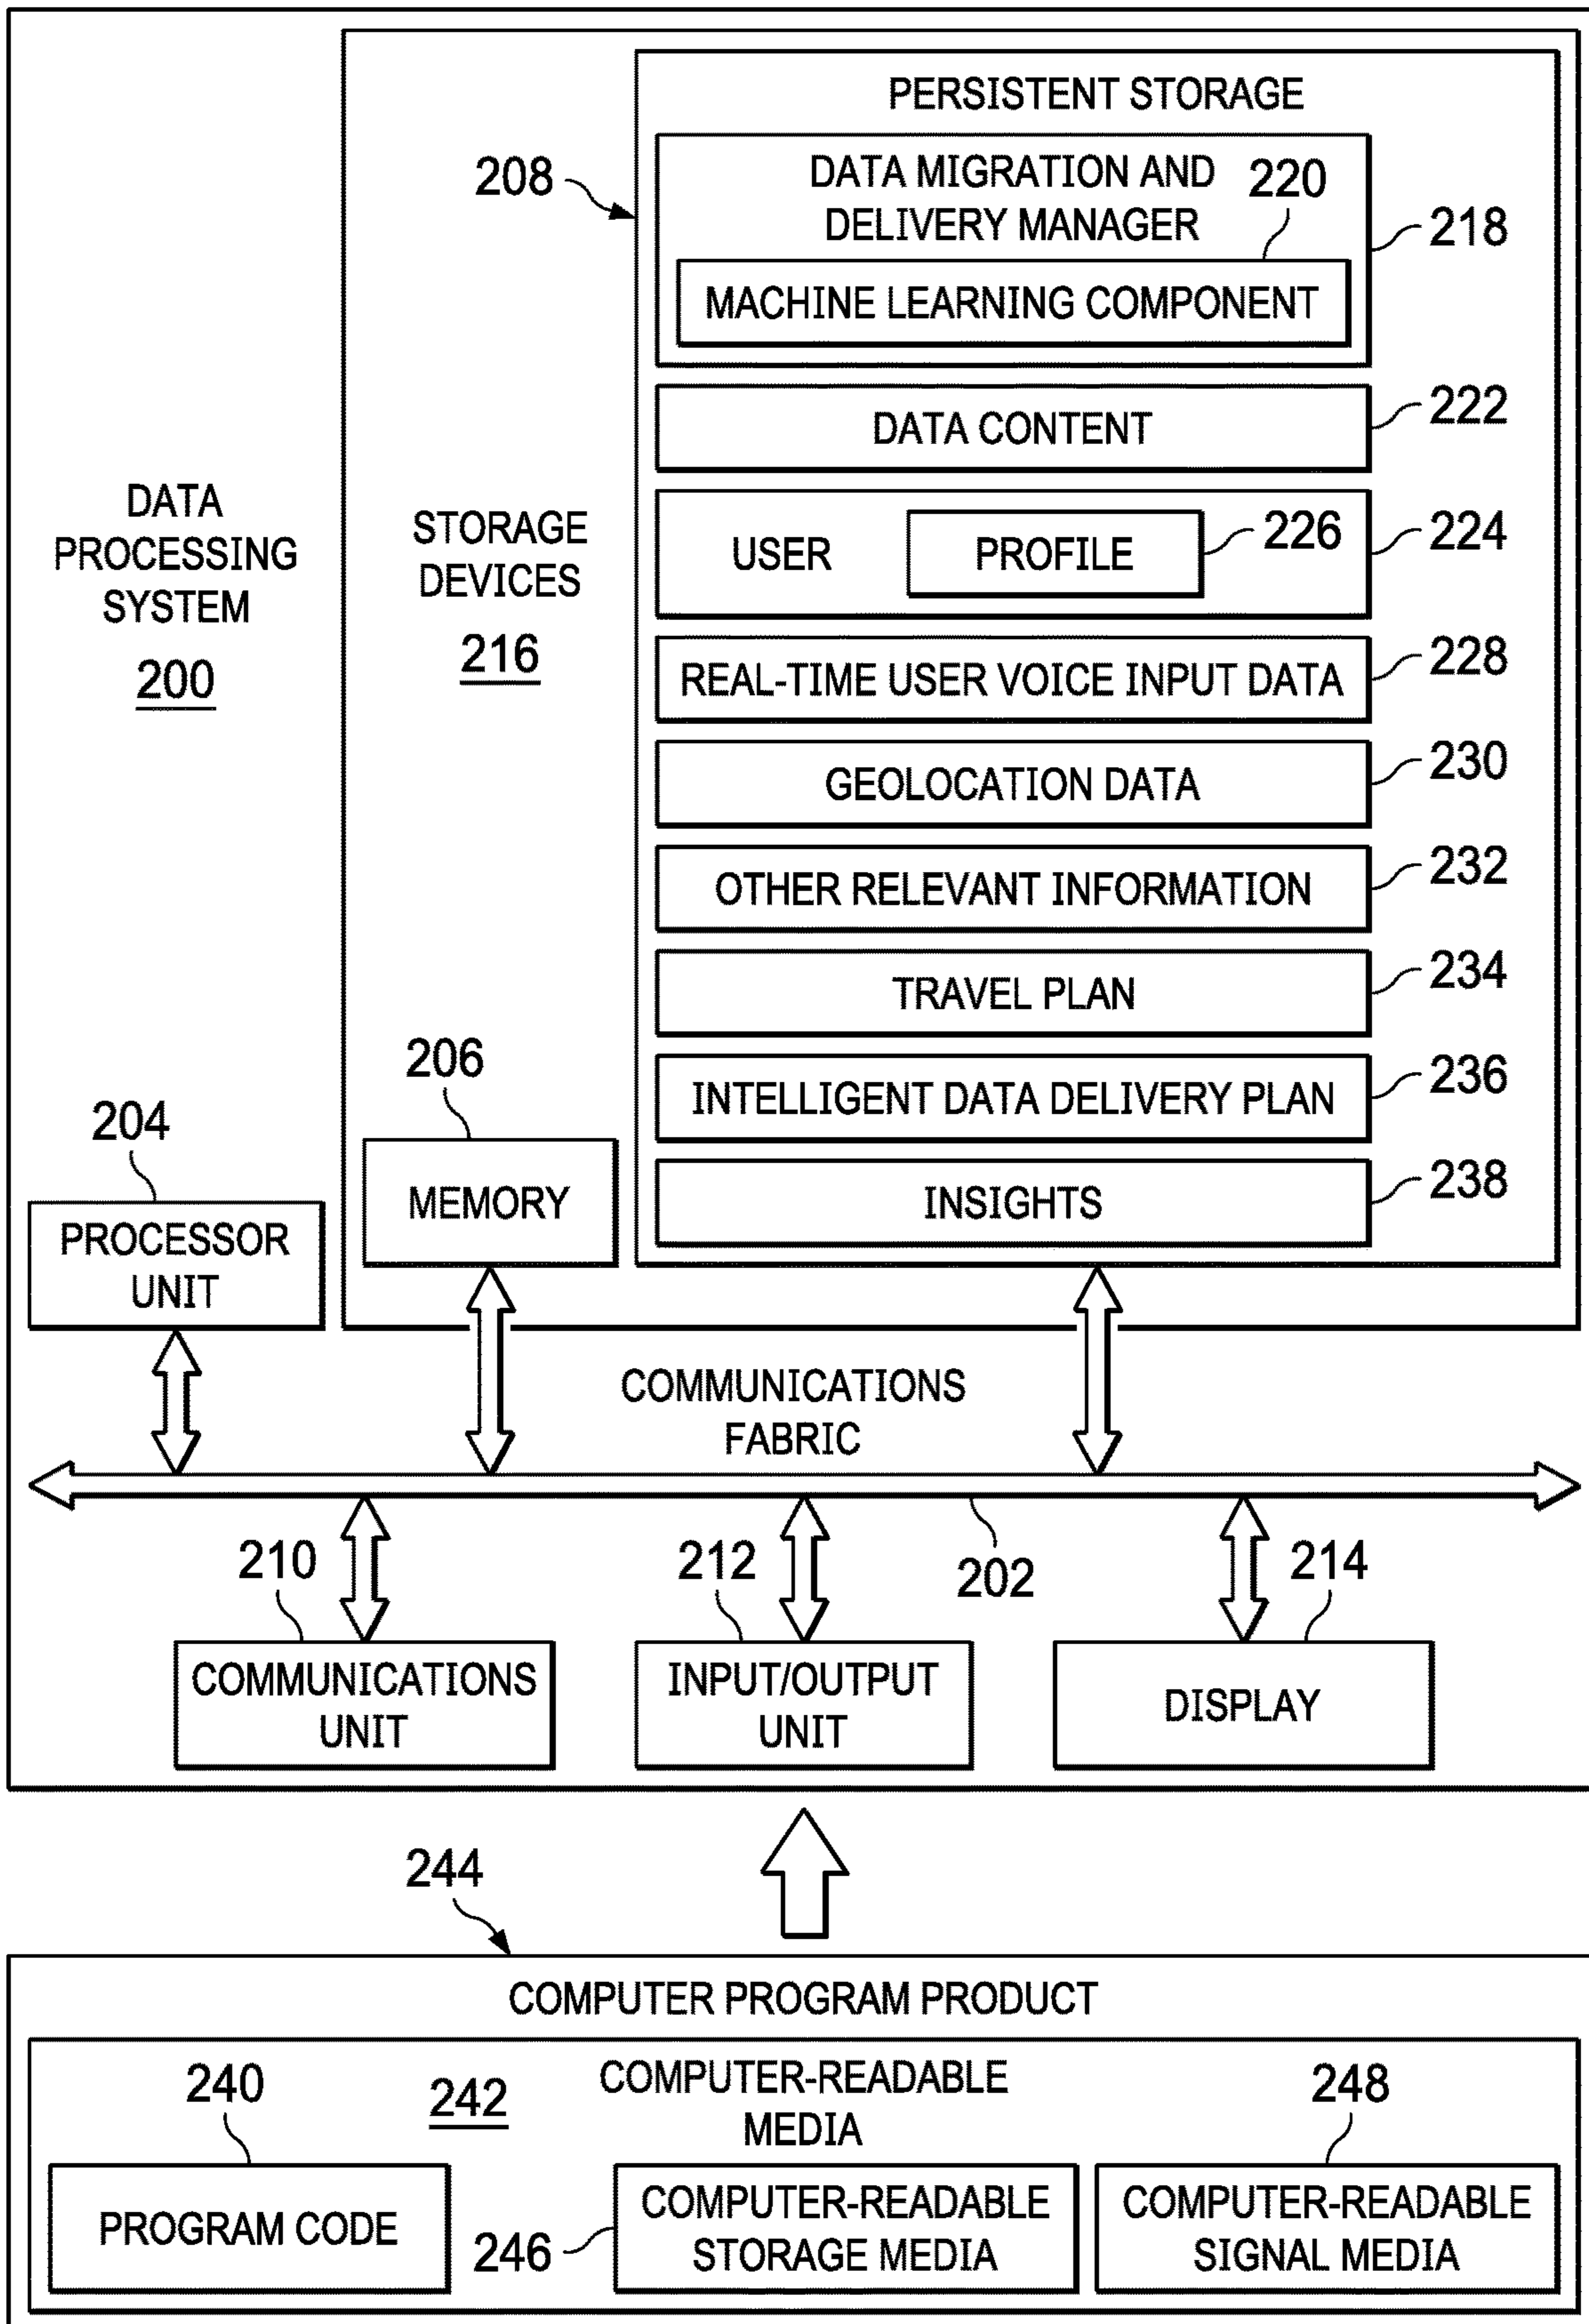 PERSISTENT STORAGE
208
DATA MIGRATION AND
DELIVERY MANAGER
220
218
MACHINE LEARNING COMPONENT
DATA CONTENT
222
USER
PROFILE
226
224
REAL-TIME USER VOICE INPUT DATA
228
GEOLOCATION DATA
230
OTHER RELEVANT INFORMATION
232
TRAVEL PLAN
234
INTELLIGENT DATA DELIVERY PLAN
236
INSIGHTS
238
DATA
PROCESSING
SYSTEM
200
STORAGE
DEVICES
216
206
MEMORY
204
PROCESSOR
UNIT
COMMUNICATIONS
FABRIC
202
210
COMMUNICATIONS
UNIT
212
INPUT/OUTPUT
UNIT
214
DISPLAY
244
COMPUTER PROGRAM PRODUCT
242
COMPUTER-READABLE
MEDIA
240
PROGRAM CODE
246
COMPUTER-READABLE
STORAGE MEDIA
248
COMPUTER-READABLE
SIGNAL MEDIA